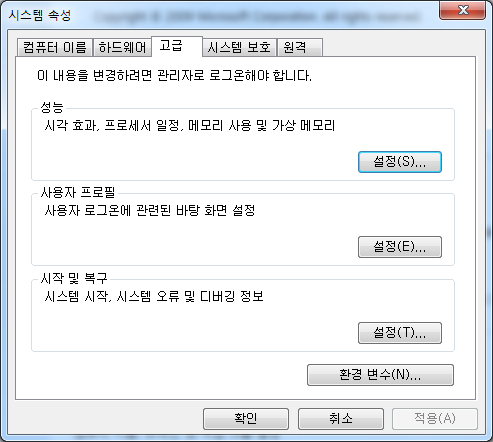 Copyright © 2009 Microsoft Corporation. All rights reserved.
시스템 속성
컴퓨터 이름 하드웨어 고급 시스템 보호 원격
이 내용을 변경하려면 관리자로 로그온해야 합니다.
성능
시각 효과, 프로세서 일정, 메모리 사용 및 가상 메모리
설정(S)...
사용자 프로필
사용자 로그온에 관련된 바탕 화면 설정
설정(E)...
시작 및 복구
시스템 시작, 시스템 오류 및 디버깅 정보
설정(T)...
환경 변수(N)...
확인 취소 적용(A)